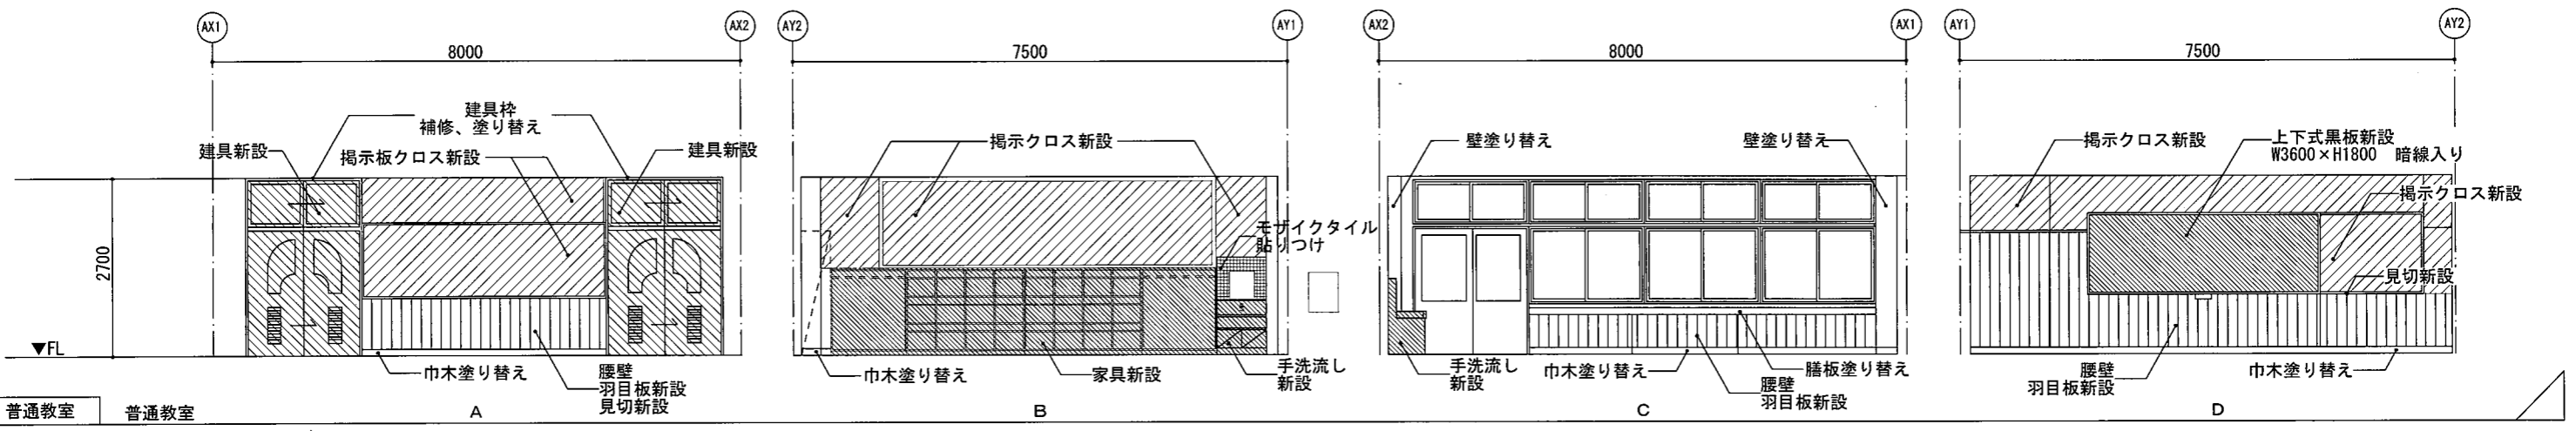 AX1
AX2
8000
建具枠
補修、塗り替え
建具新設
掲示板クロス新設
建具新設
2700
▼FL
巾木塗り替え
腰壁
羽目板新設
見切新設
AY2
AY1
7500
掲示クロス新設
モザイクタイル
貼りつけ
巾木塗り替え
家具新設
手洗流し
新設
AX2
AX1
8000
壁塗り替え
壁塗り替え
手洗流し
新設
巾木塗り替え
腰壁
羽目板新設
膳板塗り替え
AY1
AY2
7500
掲示クロス新設
上下式黒板新設
W3600×H1800 暗線入り
掲示クロス新設
見切新設
腰壁
羽目板新設
巾木塗り替え
普通教室
普通教室
A
B
C
D